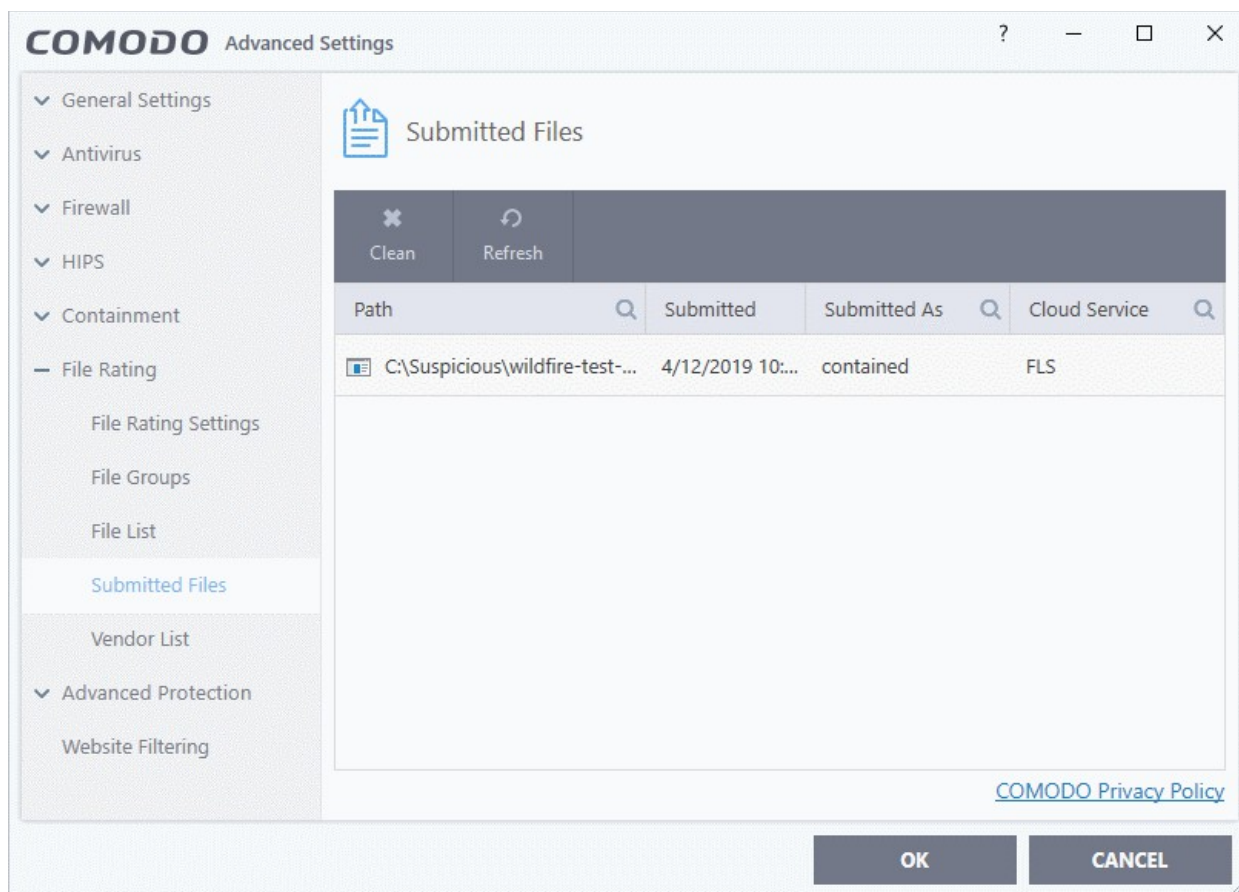 COMODO Advanced Settings
?
General Settings
Antivirus
Firewall
HIPS
Containment
File Rating
File Rating Settings
File Groups
File List
Submitted Files
Vendor List
Advanced Protection
Website Filtering
Submitted Files
Clean Refresh
Path Submitted Submitted As Cloud Service
C:\Suspicious\wildfire-test-... 4/12/2019 10:... contained FLS
COMODO Privacy Policy
OK CANCEL